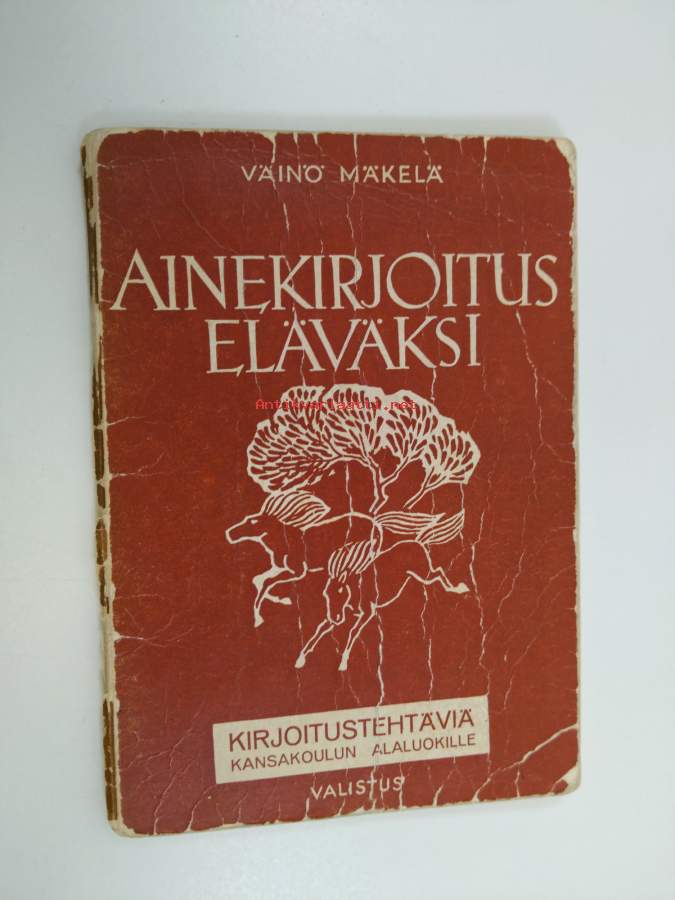 VÄINÖ MÄKELÄ
AINEKIRJOITUS
ELÄVÄKSI
Antikvariaatti.net
KIRJOITUSTEHTÄVIÄ
KANSAKOULUN ALALUOKILLE
VALISTUS